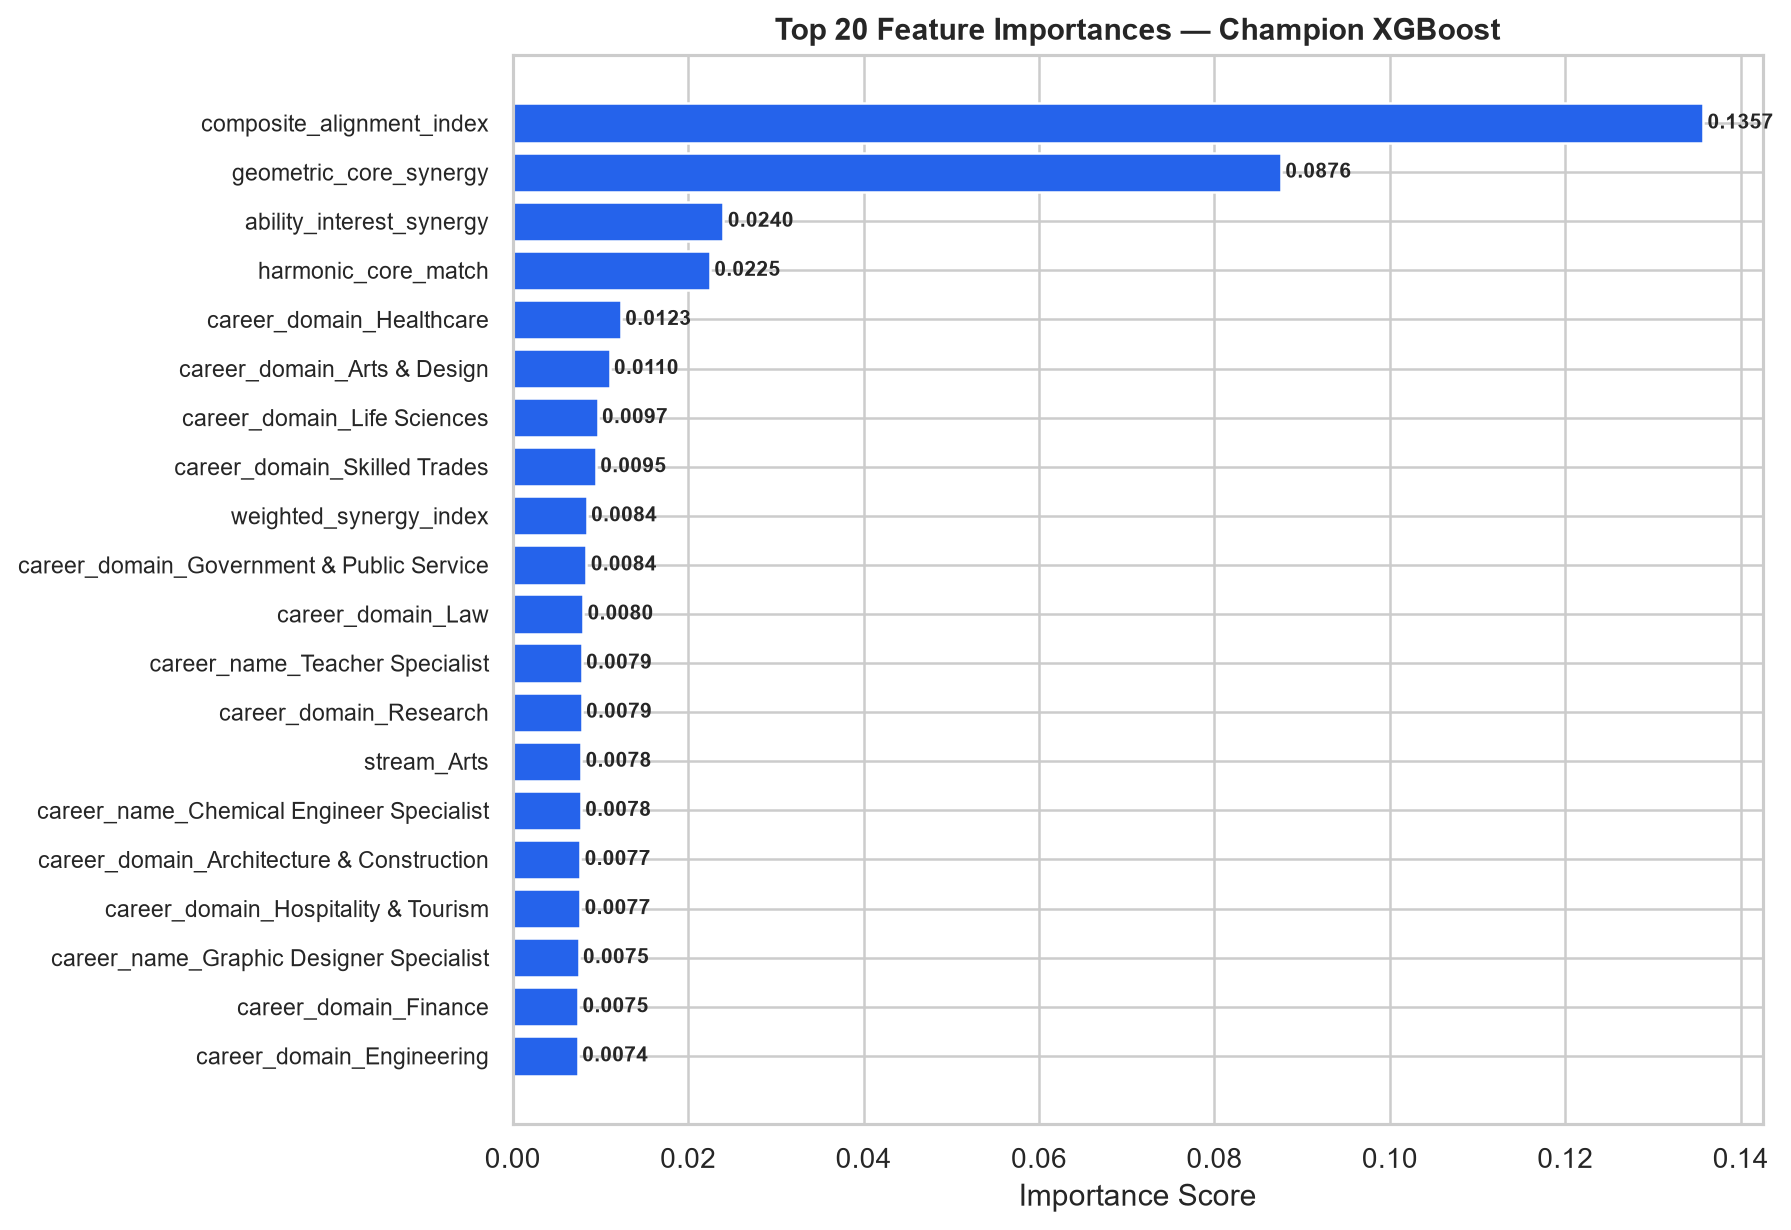 Top 20 Feature Importances — Champion XGBoost
composite_alignment_index 0.1357
geometric_core_synergy 0.0876
ability_interest_synergy 0.0240
harmonic_core_match 0.0225
career_domain_Healthcare 0.0123
career_domain_Arts & Design 0.0110
career_domain_Life Sciences 0.0097
career_domain_Skilled Trades 0.0095
weighted_synergy_index 0.0084
career_domain_Government & Public Service 0.0084
career_domain_Law 0.0080
career_name_Teacher Specialist 0.0079
career_domain_Research 0.0079
stream_Arts 0.0078
career_name_Chemical Engineer Specialist 0.0078
career_domain_Architecture & Construction 0.0077
career_domain_Hospitality & Tourism 0.0077
career_name_Graphic Designer Specialist 0.0075
career_domain_Finance 0.0075
career_domain_Engineering 0.0074
0.00 0.02 0.04 0.06 0.08 0.10 0.12 0.14
Importance Score